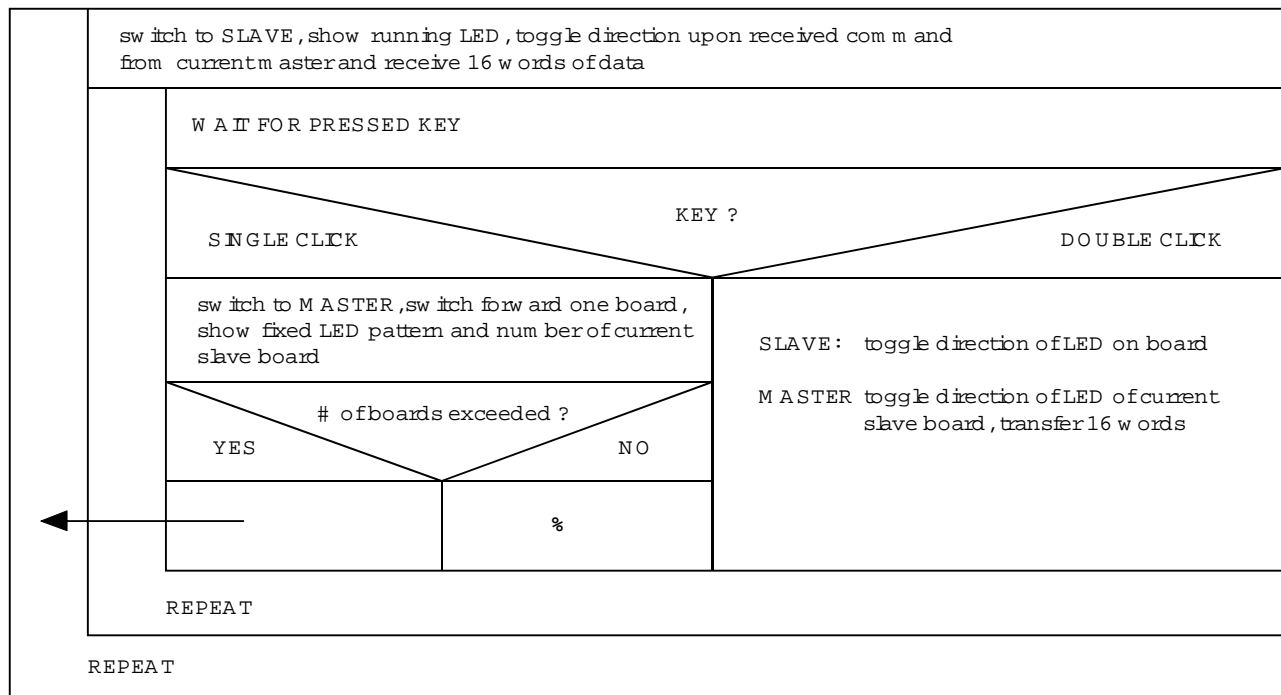 switch to SLAVE, show running LED, toggle direction upon received command
from current master and receive 16 words of data
WAIT FOR PRESSED KEY
KEY ?
SINGLE CLICK
DOUBLE CLICK
switch to MASTER, switch forward one board,
show fixed LED pattern and number of current
slave board
SLAVE: toggle direction of LED on board
MASTER toggle direction of LED of current
slave board, transfer 16 words
# of boards exceeded ?
YES
NO
%
REPEAT
REPEAT